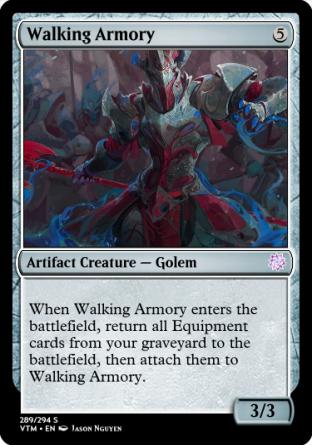 Walking Armory 5
Artifact Creature — Golem
When Walking Armory enters the
battlefield, return all Equipment
cards from your graveyard to the
battlefield, then attach them to
Walking Armory.
3/3
289/294 S
VTM • EN Jason Nguyen